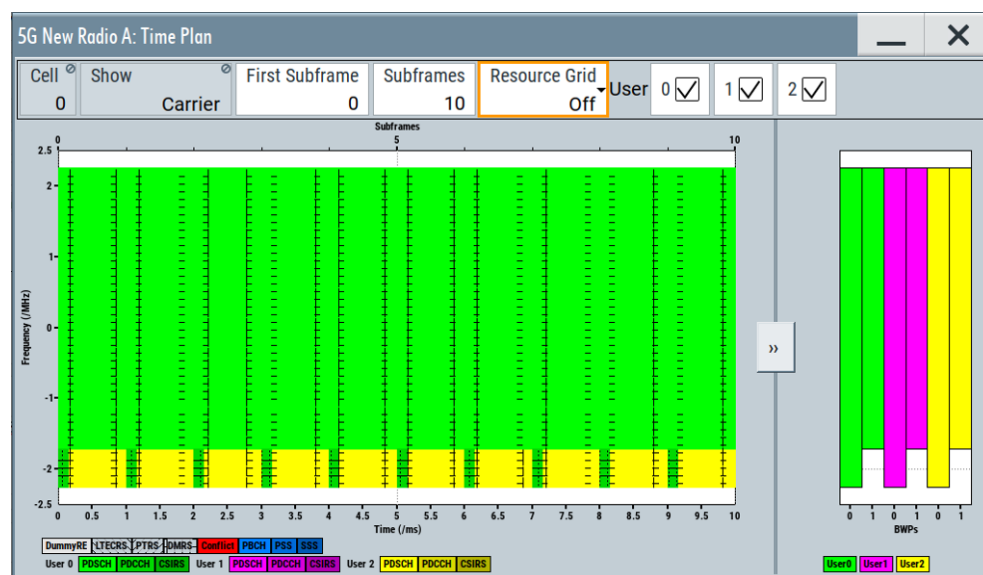 5G New Radio A: Time Plan
Cell Show First Subframe Subframes Resource Grid User 0 1 2
0 Carrier 0 10 Off
Subframes
0 5 10
2.5
2
1
0
-1
-2
-2.5
Frequency (/MHz)
0 0.5 1 1.5 2 2.5 3 3.5 4 4.5 5 5.5 6 6.5 7 7.5 8 8.5 9 9.5 10
Time (/ms)
»
0 1 0 1 0 1
BWPs
DummyRE LTECRS PTRS DMRS Conflict PBCH PSS SSS
User 0 PDSCH PDCCH CSIRS User 1 PDSCH PDCCH CSIRS User 2 PDSCH PDCCH CSIRS
User0 User1 User2